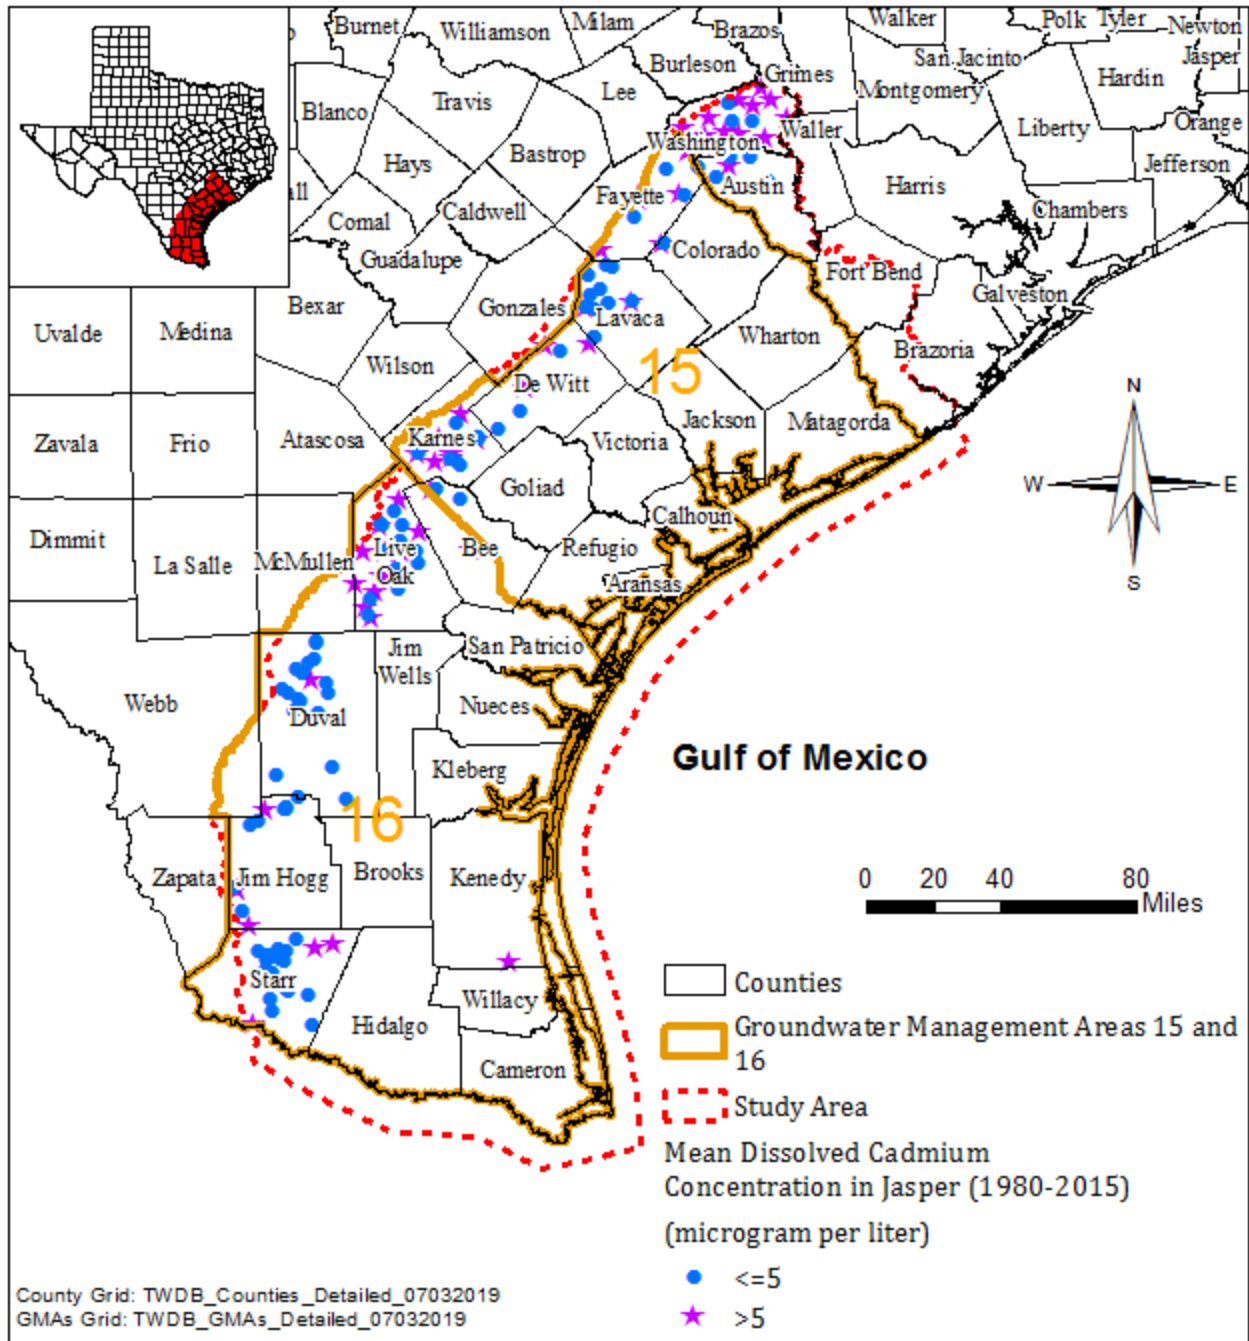 Burnet
Williamson
Milam
Brazos
Walker
Polk
Tyler
Newton
San Jacinto
Jasper
Burleson
Grimes
Hardin
Montgomery
Blanco
Travis
Lee
Liberty
Orange
Waller
Washington
Hays
Bastrop
Jefferson
Harris
Austin
Fayette
all
Caldwell
Comal
Chambers
Colorado
Guadalupe
Fort Bend
Galveston
Bexar
Gonzales
Lavaca
Uvalde
Medina
Wharton
Brazoria
Wilson
15
De Witt
N
Jackson
Matagorda
Zavala
Frio
Atascosa
Karnes
Victoria
Goliad
W
E
Calhoun
Dimmit
La Salle
McMullen
Live
Oak
Bee
Refugio
Aransas
S
Jim
Wells
San Patricio
Webb
Duval
Nueces
Gulf of Mexico
Kleberg
16
Zapata
Jim Hogg
Brooks
Kenedy
0 20 40 80
Miles
Starr
Willacy
Hidalgo
Cameron
Counties
Groundwater Management Areas 15 and
16
Study Area
Mean Dissolved Cadmium
Concentration in Jasper (1980-2015)
(microgram per liter)
<=5
>5
County Grid: TWDB_Counties_Detailed_07032019
GMAs Grid: TWDB_GMAs_Detailed_07032019